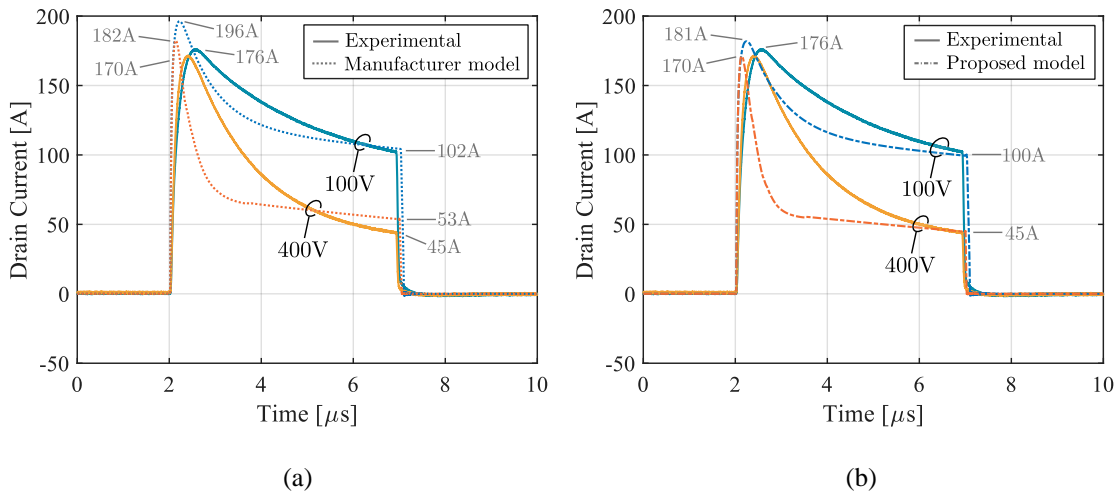 200
150
100
50
0
-50
0
2
4
6
8
10
Drain Current [A]
Time [μs]
182A
196A
170A
176A
Experimental
Manufacturer model
100V
102A
53A
45A
400V
(a)
200
150
100
50
0
-50
0
2
4
6
8
10
Drain Current [A]
Time [μs]
181A
176A
170A
Experimental
Proposed model
100V
100A
45A
400V
(b)